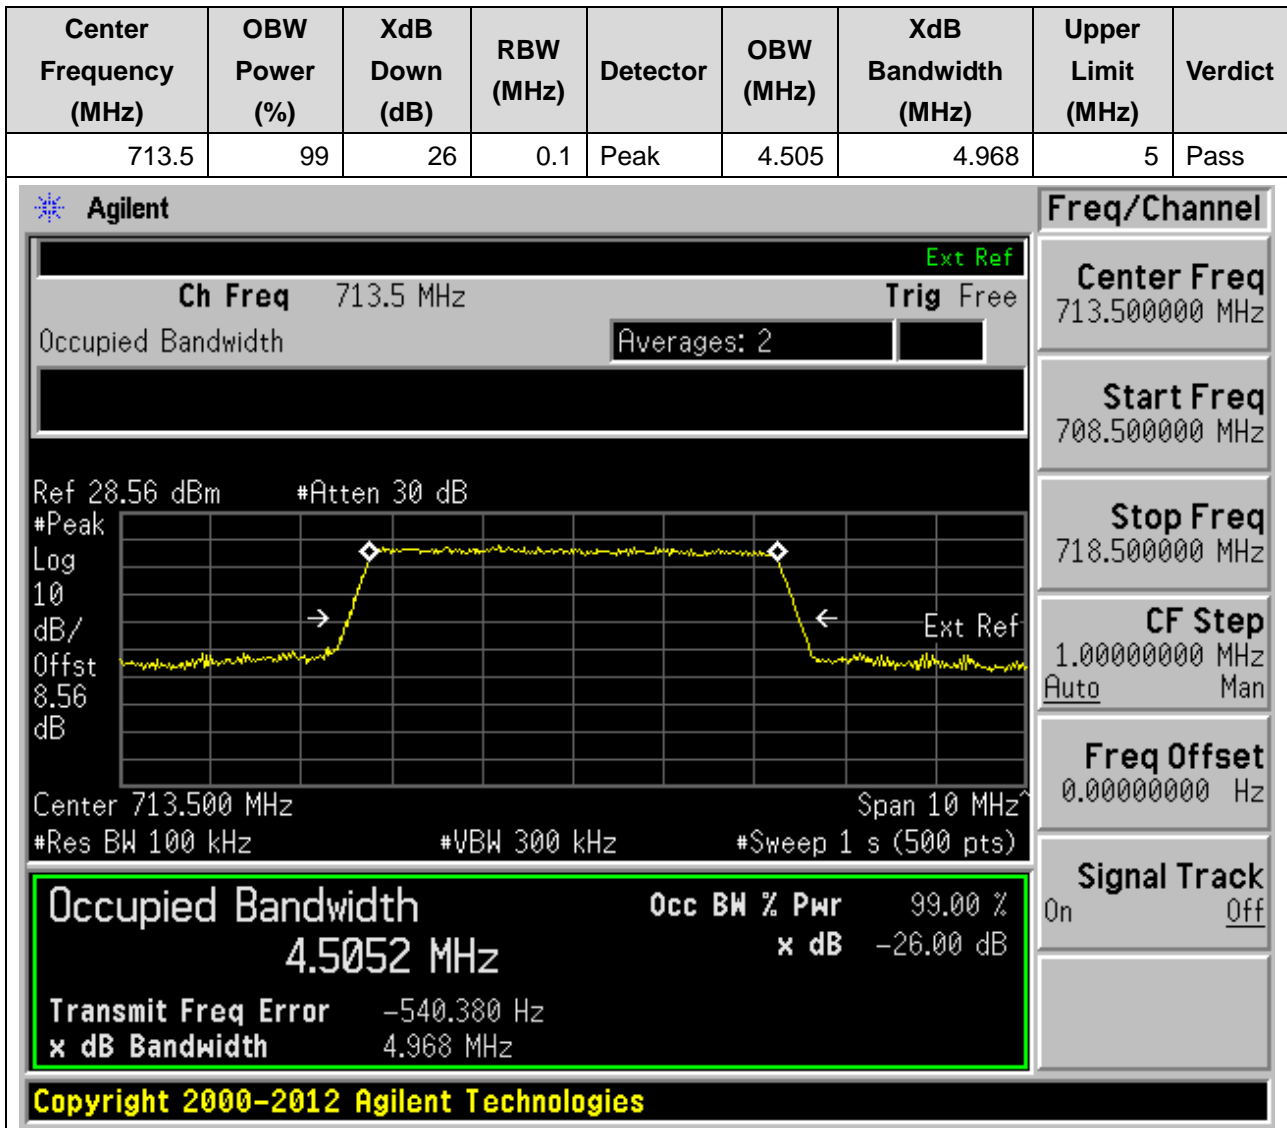 Center Frequency (MHz) OBW Power (%) XdB Down (dB) RBW (MHz) Detector OBW (MHz) XdB Bandwidth (MHz) Upper Limit (MHz) Verdict
713.5 99 26 0.1 Peak 4.505 4.968 5 Pass
Agilent
Freq/Channel
Ext Ref
Ch Freq 713.5 MHz Trig Free
Occupied Bandwidth Averages: 2
Ref 28.56 dBm #Atten 30 dB
#Peak
Log
10
dB/
Offst
8.56
dB
Ext Ref
Center 713.500 MHz Span 10 MHz^
#Res BW 100 kHz #VBW 300 kHz #Sweep 1 s (500 pts)
Occupied Bandwidth
4.5052 MHz
Occ BW % Pwr 99.00 %
x dB -26.00 dB
Transmit Freq Error -540.380 Hz
x dB Bandwidth 4.968 MHz
Center Freq
713.500000 MHz
Start Freq
708.500000 MHz
Stop Freq
718.500000 MHz
CF Step
1.00000000 MHz
Auto Man
Freq Offset
0.00000000 Hz
Signal Track
On Off
Copyright 2000-2012 Agilent Technologies